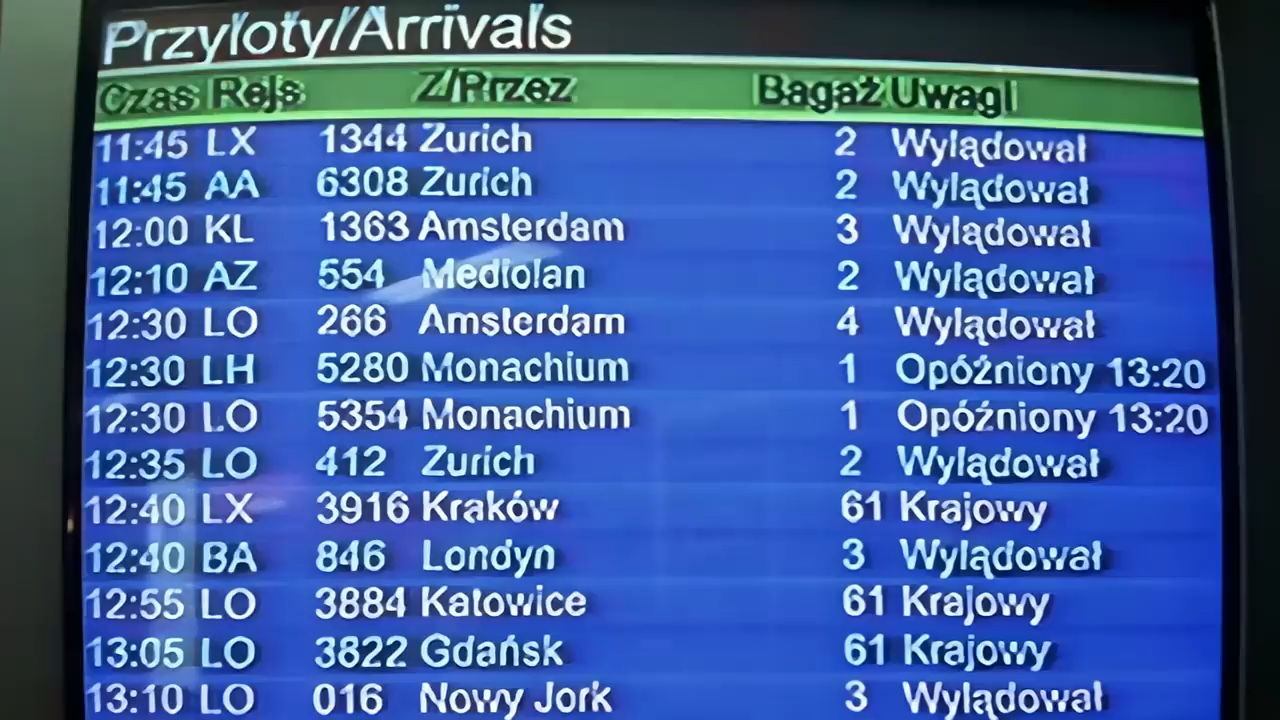 Przyloty/Arrivals
Czas Rejs Z/Przez Bagaż Uwagi
11:45 LX 1344 Zurich 2 Wylądował
11:45 AA 6308 Zurich 2 Wylądował
12:00 KL 1363 Amsterdam 3 Wylądował
12:10 AZ 554 Mediolan 2 Wylądował
12:30 LO 266 Amsterdam 4 Wylądował
12:30 LH 5280 Monachium 1 Opóźniony 13:20
12:30 LO 5354 Monachium 1 Opóźniony 13:20
12:35 LO 412 Zurich 2 Wylądował
12:40 LX 3916 Kraków 61 Krajowy
12:40 BA 846 Londyn 3 Wylądował
12:55 LO 3884 Katowice 61 Krajowy
13:05 LO 3822 Gdańsk 61 Krajowy
13:10 LO 016 Nowy Jork 3 Wylądował